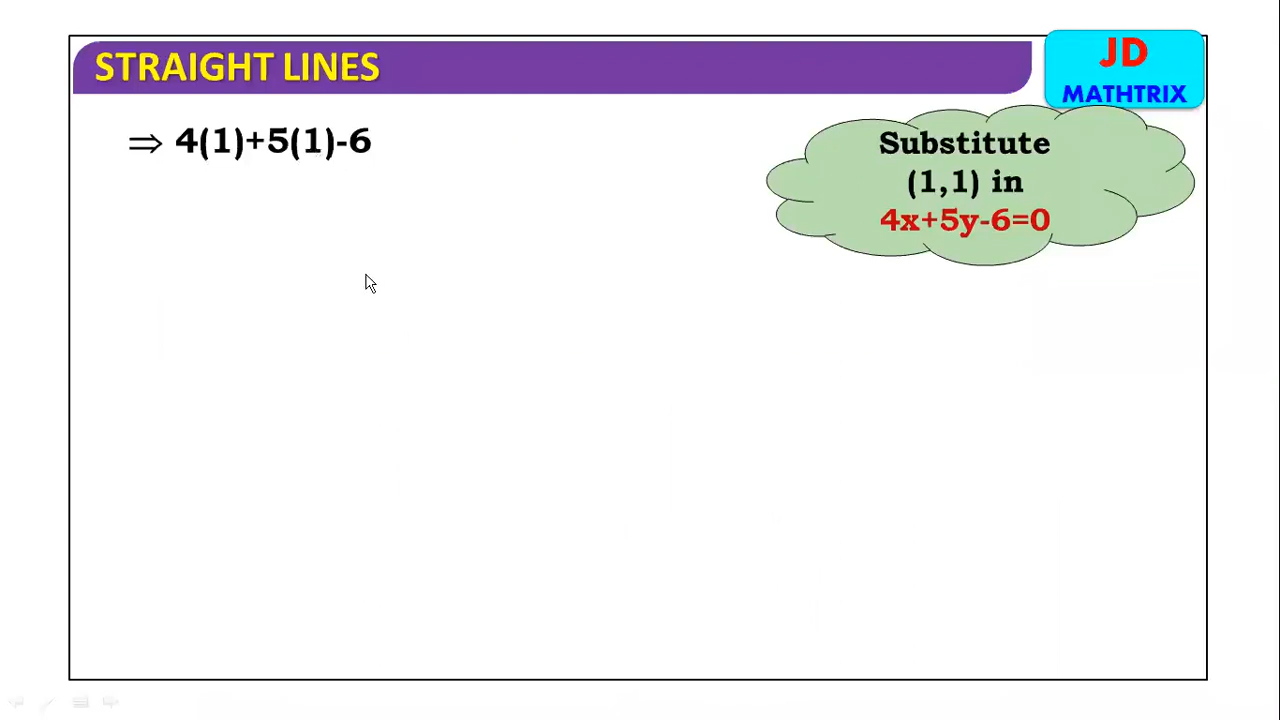 STRAIGHT LINES
JD
MATHTRIX
⇒ 4(1)+5(1)-6
Substitute
(1,1) in
4x+5y-6=0